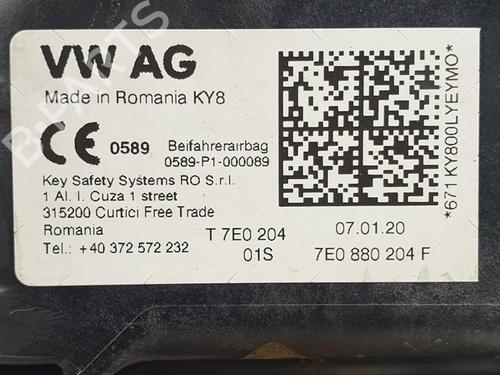 VW AG
Made in Romania KY8
CE 0589
Beifahrerairbag
0589-P1-000089
Key Safety Systems RO S.r.l.
1 Al. I. Cuza 1 street
315200 Curtici Free Trade
Romania
Tel.: +40 372 572 232
T 7E0 204
01S
07.01.20
7E0 880 204 F
*671KY800LYEYMO*
B-PARTS